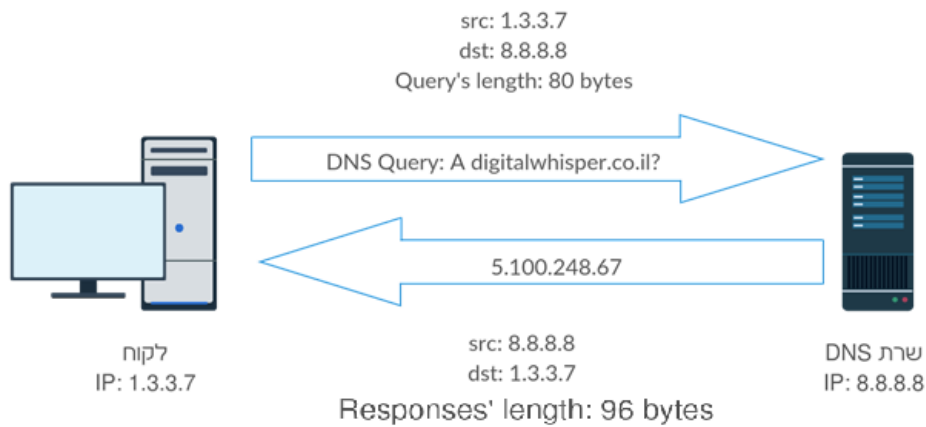 src: 1.3.3.7
dst: 8.8.8.8
Query's length: 80 bytes
DNS Query: A digitalwhisper.co.il?
5.100.248.67
לקוח
IP: 1.3.3.7
src: 8.8.8.8
dst: 1.3.3.7
Responses' length: 96 bytes
שרת DNS
IP: 8.8.8.8